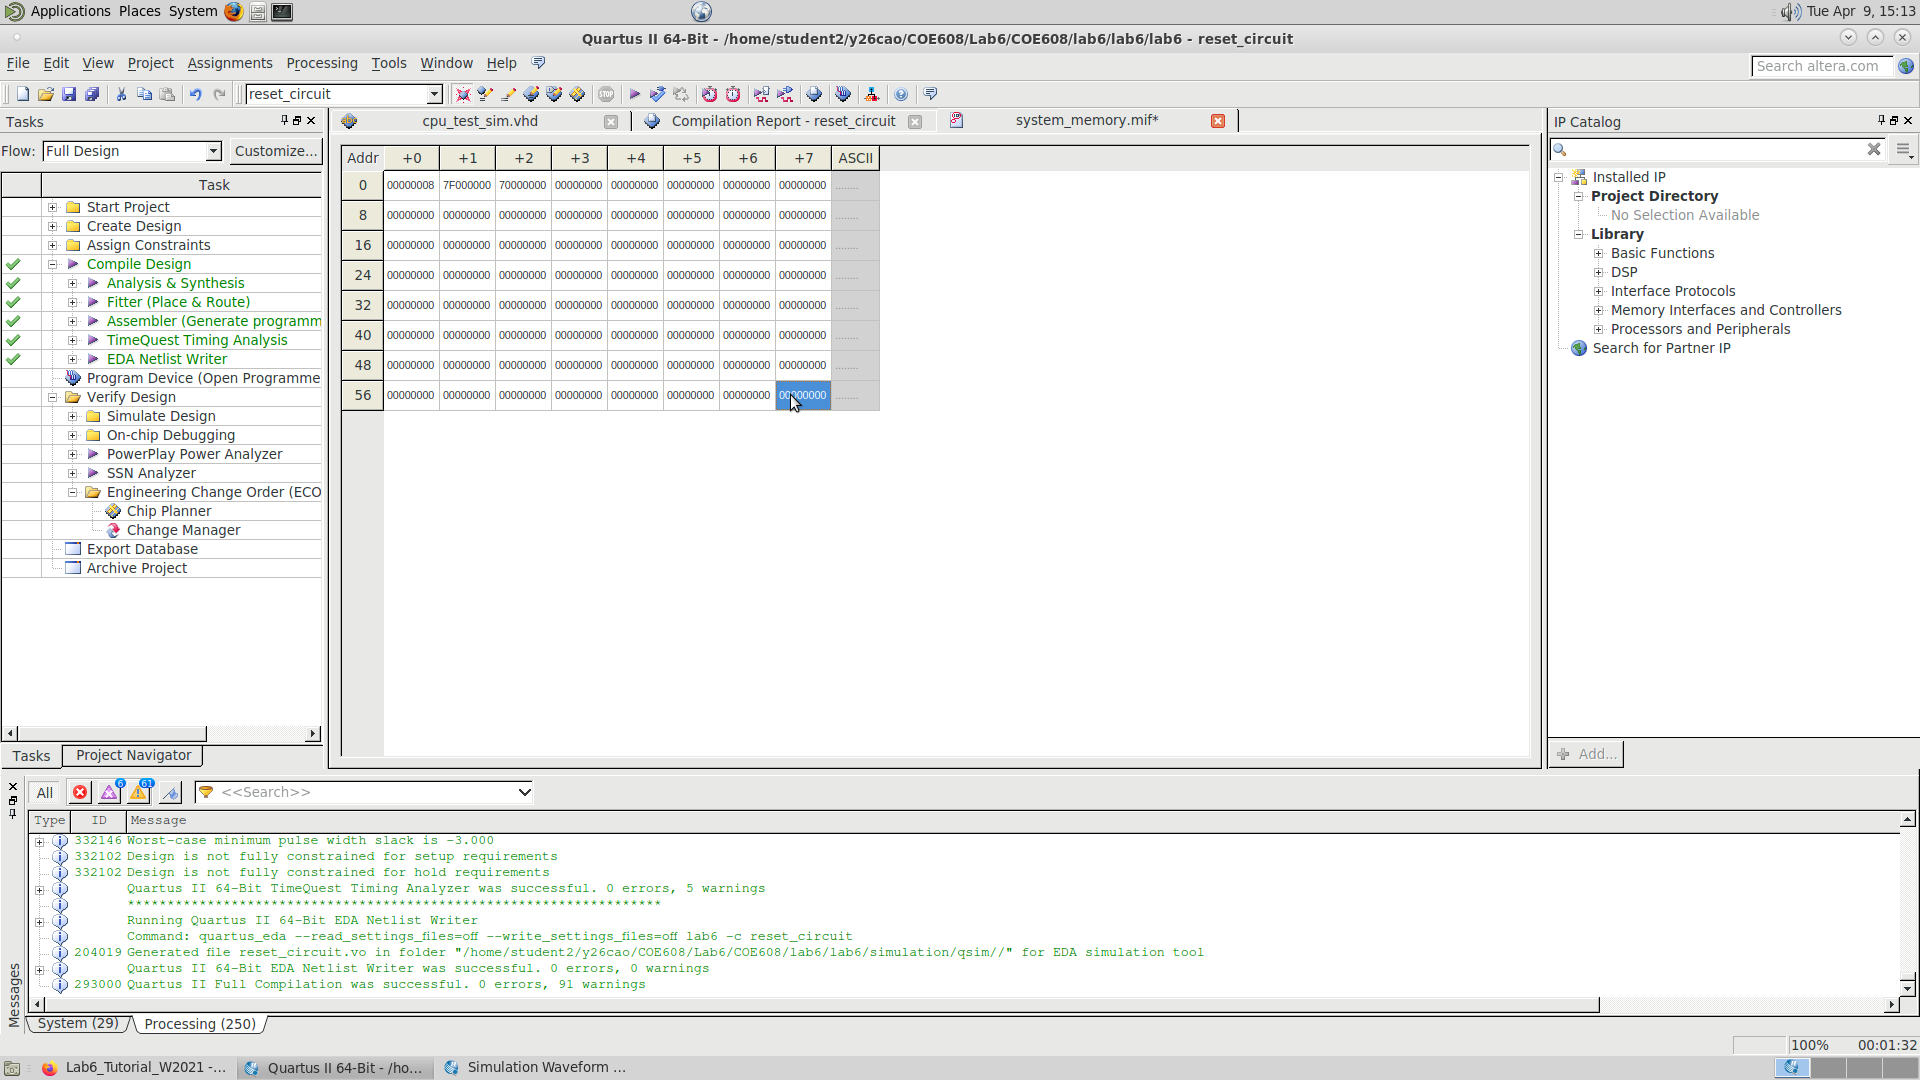 Applications Places System
Tue Apr 9, 15:13
Quartus II 64-Bit - /home/student2/y26cao/COE608/Lab6/COE608/lab6/lab6/lab6 - reset_circuit
File Edit View Project Assignments Processing Tools Window Help
Search altera.com
reset_circuit
Tasks
Flow: Full Design Customize...
Task
Start Project
Create Design
Assign Constraints
Compile Design
Analysis & Synthesis
Fitter (Place & Route)
Assembler (Generate programm
TimeQuest Timing Analysis
EDA Netlist Writer
Program Device (Open Programme
Verify Design
Simulate Design
On-chip Debugging
PowerPlay Power Analyzer
SSN Analyzer
Engineering Change Order (ECO
Chip Planner
Change Manager
Export Database
Archive Project
Tasks Project Navigator
cpu_test_sim.vhd Compilation Report - reset_circuit system_memory.mif*
Addr +0 +1 +2 +3 +4 +5 +6 +7 ASCII
0 00000008 7F000000 70000000 00000000 00000000 00000000 00000000 00000000 ........
8 00000000 00000000 00000000 00000000 00000000 00000000 00000000 00000000 ........
16 00000000 00000000 00000000 00000000 00000000 00000000 00000000 00000000 ........
24 00000000 00000000 00000000 00000000 00000000 00000000 00000000 00000000 ........
32 00000000 00000000 00000000 00000000 00000000 00000000 00000000 00000000 ........
40 00000000 00000000 00000000 00000000 00000000 00000000 00000000 00000000 ........
48 00000000 00000000 00000000 00000000 00000000 00000000 00000000 00000000 ........
56 00000000 00000000 00000000 00000000 00000000 00000000 00000000 00000000 ........
IP Catalog
Installed IP
Project Directory
No Selection Available
Library
Basic Functions
DSP
Interface Protocols
Memory Interfaces and Controllers
Processors and Peripherals
Search for Partner IP
Add...
All 6 61 <<Search>>
Type ID Message
332146 Worst-case minimum pulse width slack is -3.000
332102 Design is not fully constrained for setup requirements
332102 Design is not fully constrained for hold requirements
Quartus II 64-Bit TimeQuest Timing Analyzer was successful. 0 errors, 5 warnings
*******************************************************************
Running Quartus II 64-Bit EDA Netlist Writer
Command: quartus_eda --read_settings_files=off --write_settings_files=off lab6 -c reset_circuit
204019 Generated file reset_circuit.vo in folder "/home/student2/y26cao/COE608/Lab6/COE608/lab6/lab6/simulation/qsim//" for EDA simulation tool
Quartus II 64-Bit EDA Netlist Writer was successful. 0 errors, 0 warnings
293000 Quartus II Full Compilation was successful. 0 errors, 91 warnings
Messages
System (29) Processing (250)
100% 00:01:32
Lab6_Tutorial_W2021 -... Quartus II 64-Bit - /ho... Simulation Waveform ...